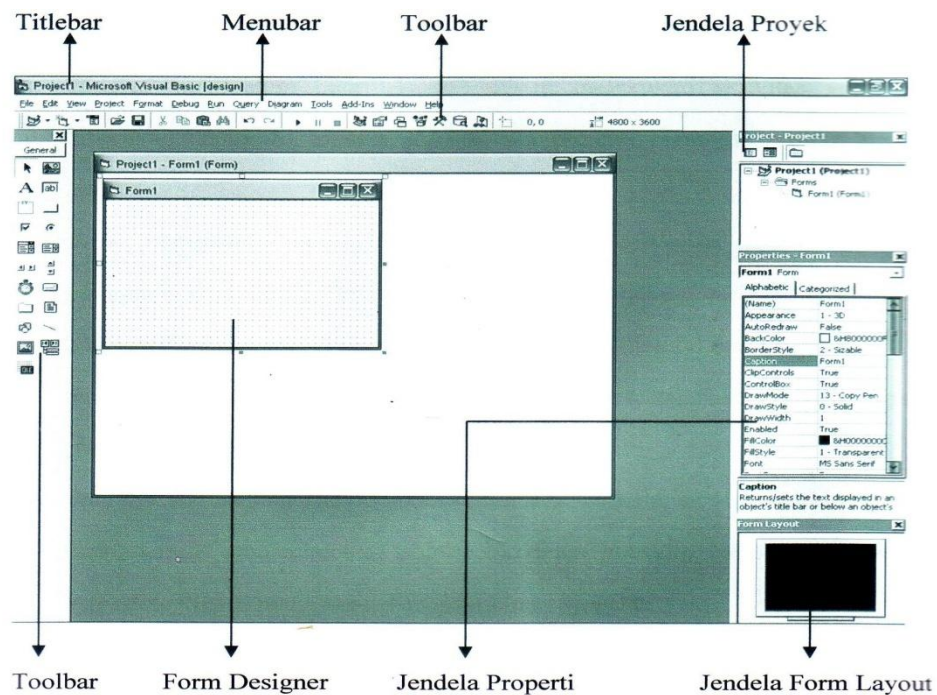 Titlebar Menubar Toolbar Jendela Proyek
Project1 - Microsoft Visual Basic [design]
File Edit View Project Format Debug Run Query Diagram Tools Add-Ins Window Help
0, 0 4800 x 3600
General
Project1 - Form1 (Form)
Form1
Project - Project1
Project1 (Project1)
Forms
Form1 (Form1)
Properties - Form1
Form1 Form
Alphabetic Categorized
(Name) Form1
Appearance 1 - 3D
AutoRedraw False
BackColor
BorderStyle 2 - Sizable
Caption Form1
ClipControls True
ControlBox True
DrawMode 13 - Copy Pen
DrawStyle 0 - Solid
DrawWidth 1
Enabled True
FillColor
FillStyle 1 - Transparent
Font MS Sans Serif
Caption
Returns/sets the text displayed in an
object's title bar or below an object's
Form Layout
Toolbar Form Designer Jendela Properti Jendela Form Layout